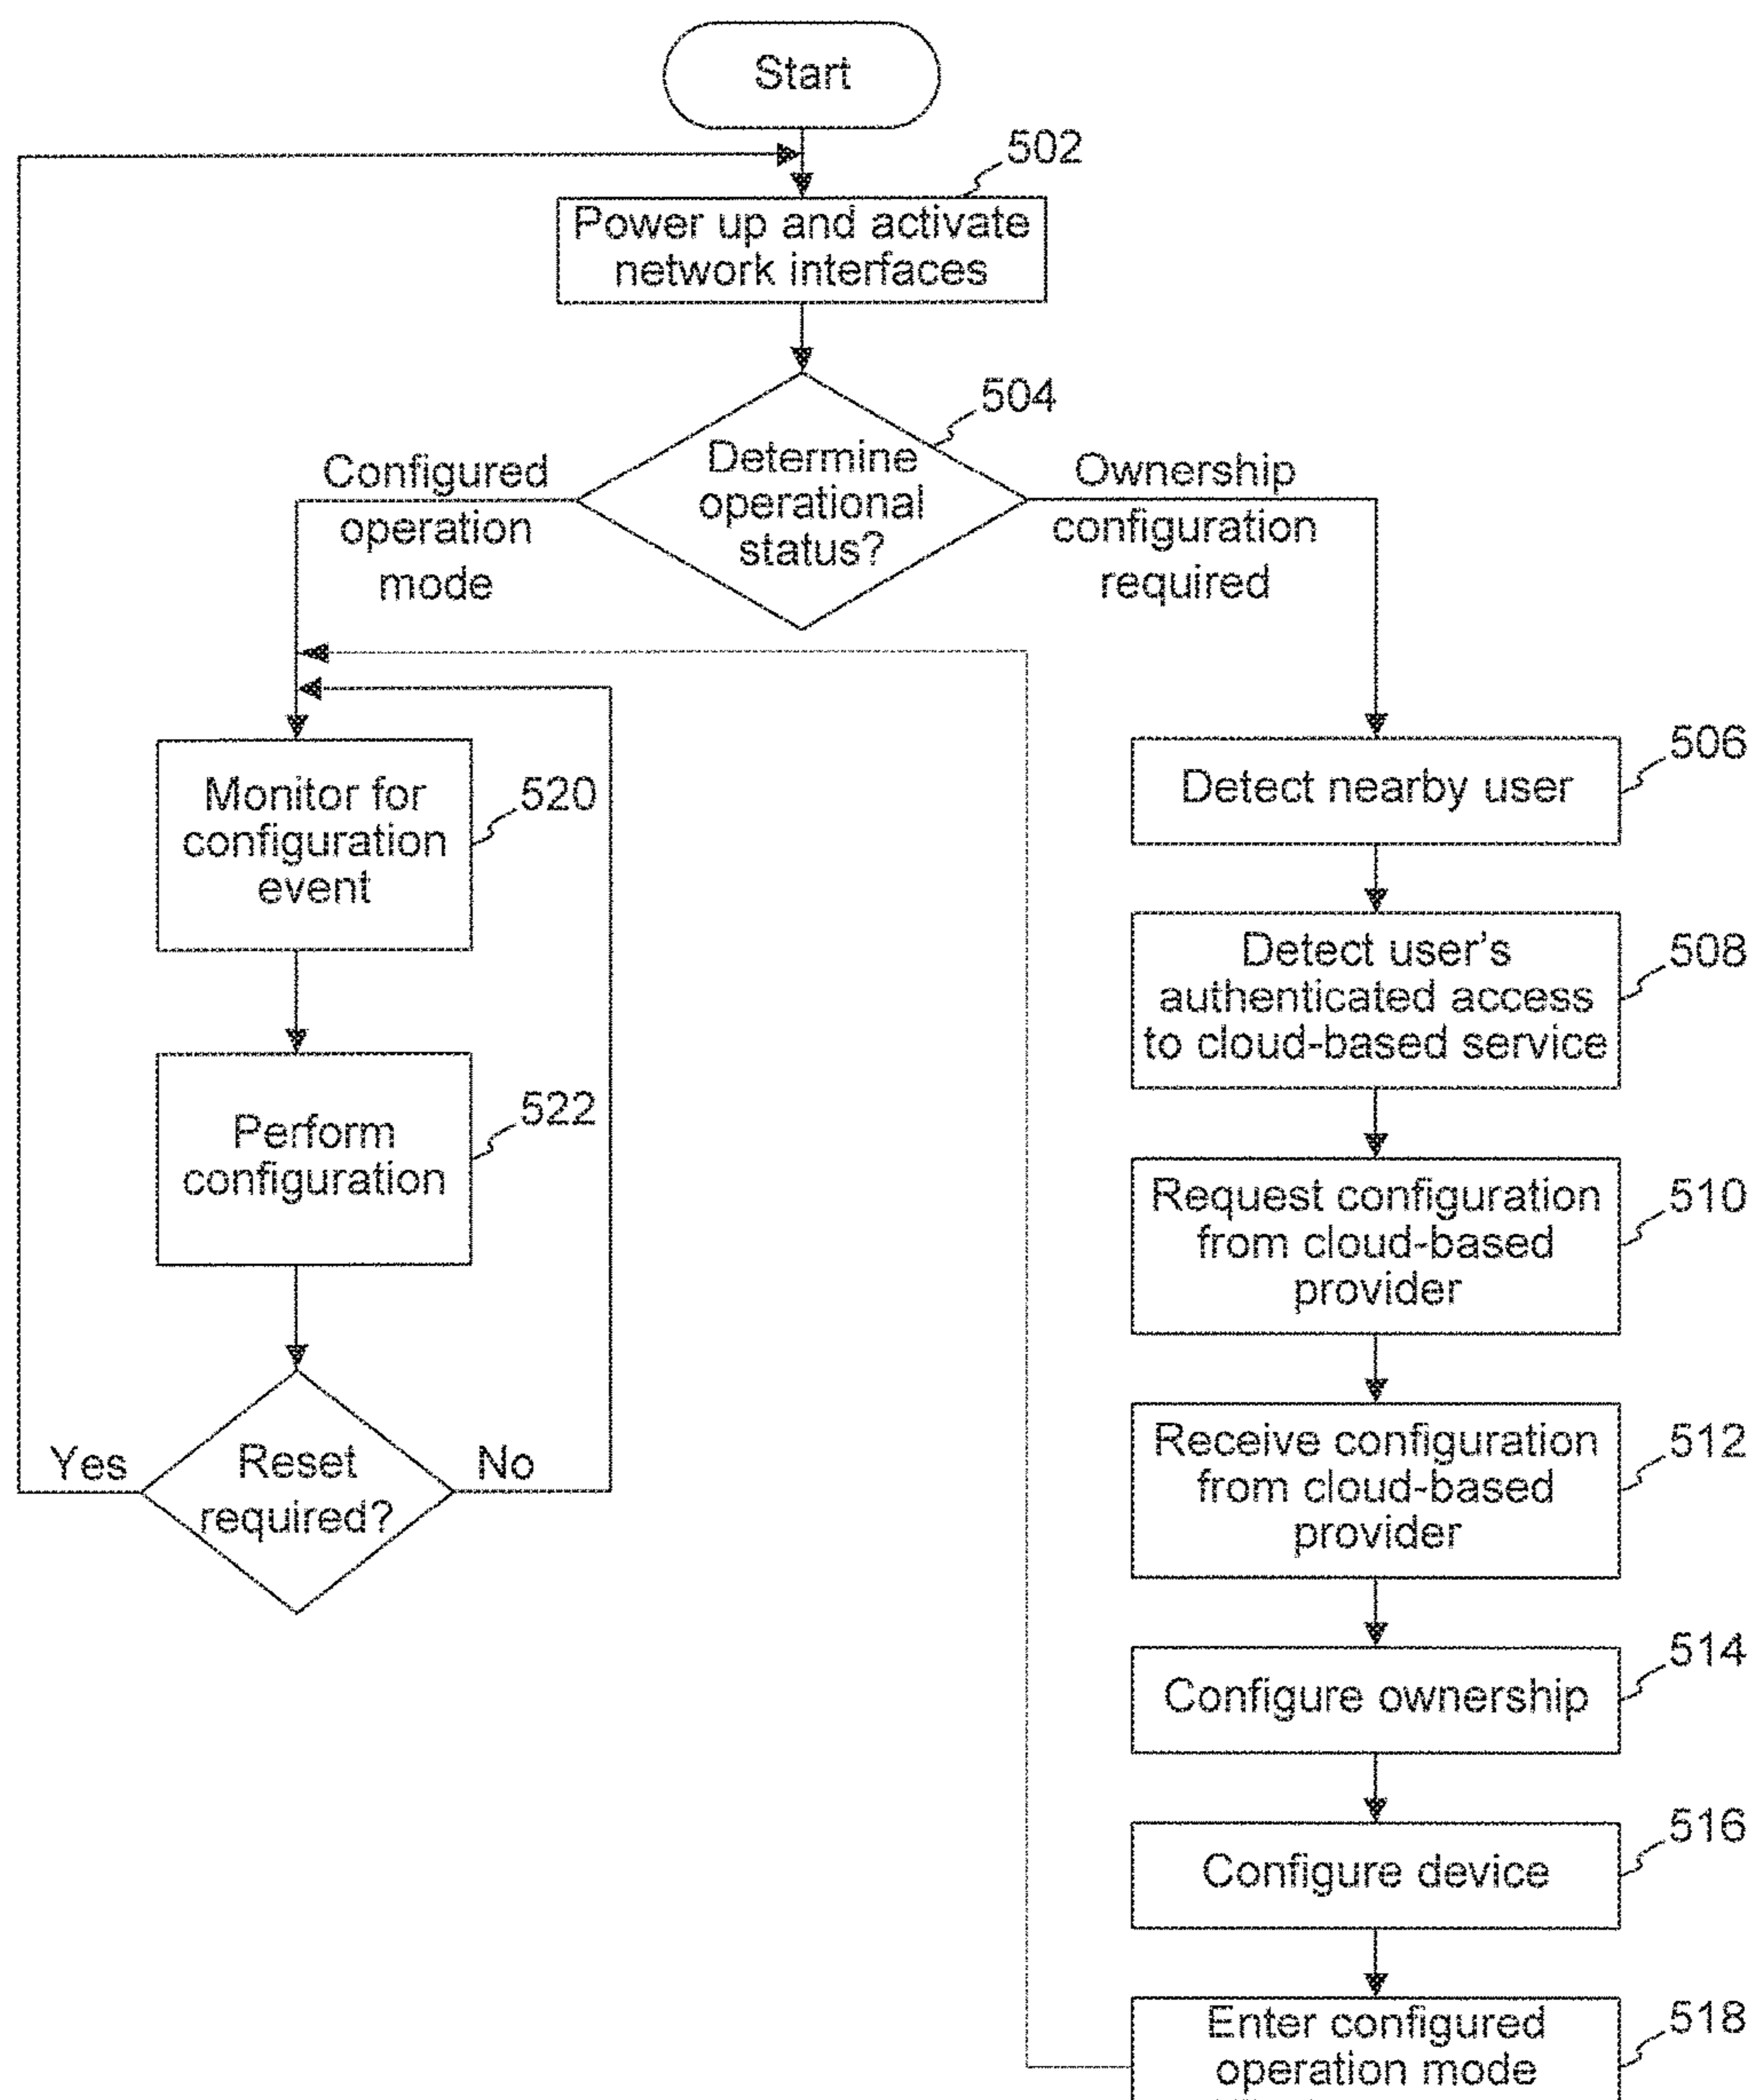 Start
502
Power up and activate
network interfaces
504
Determine
operational
status?
Configured
operation
mode
Ownership
configuration
required
506
Detect nearby user
508
Detect user's
authenticated access
to cloud-based service
510
Request configuration
from cloud-based
provider
512
Receive configuration
from cloud-based
provider
514
Configure ownership
516
Configure device
518
Enter configured
operation mode
520
Monitor for
configuration
event
522
Perform
configuration
Reset
required?
Yes
No